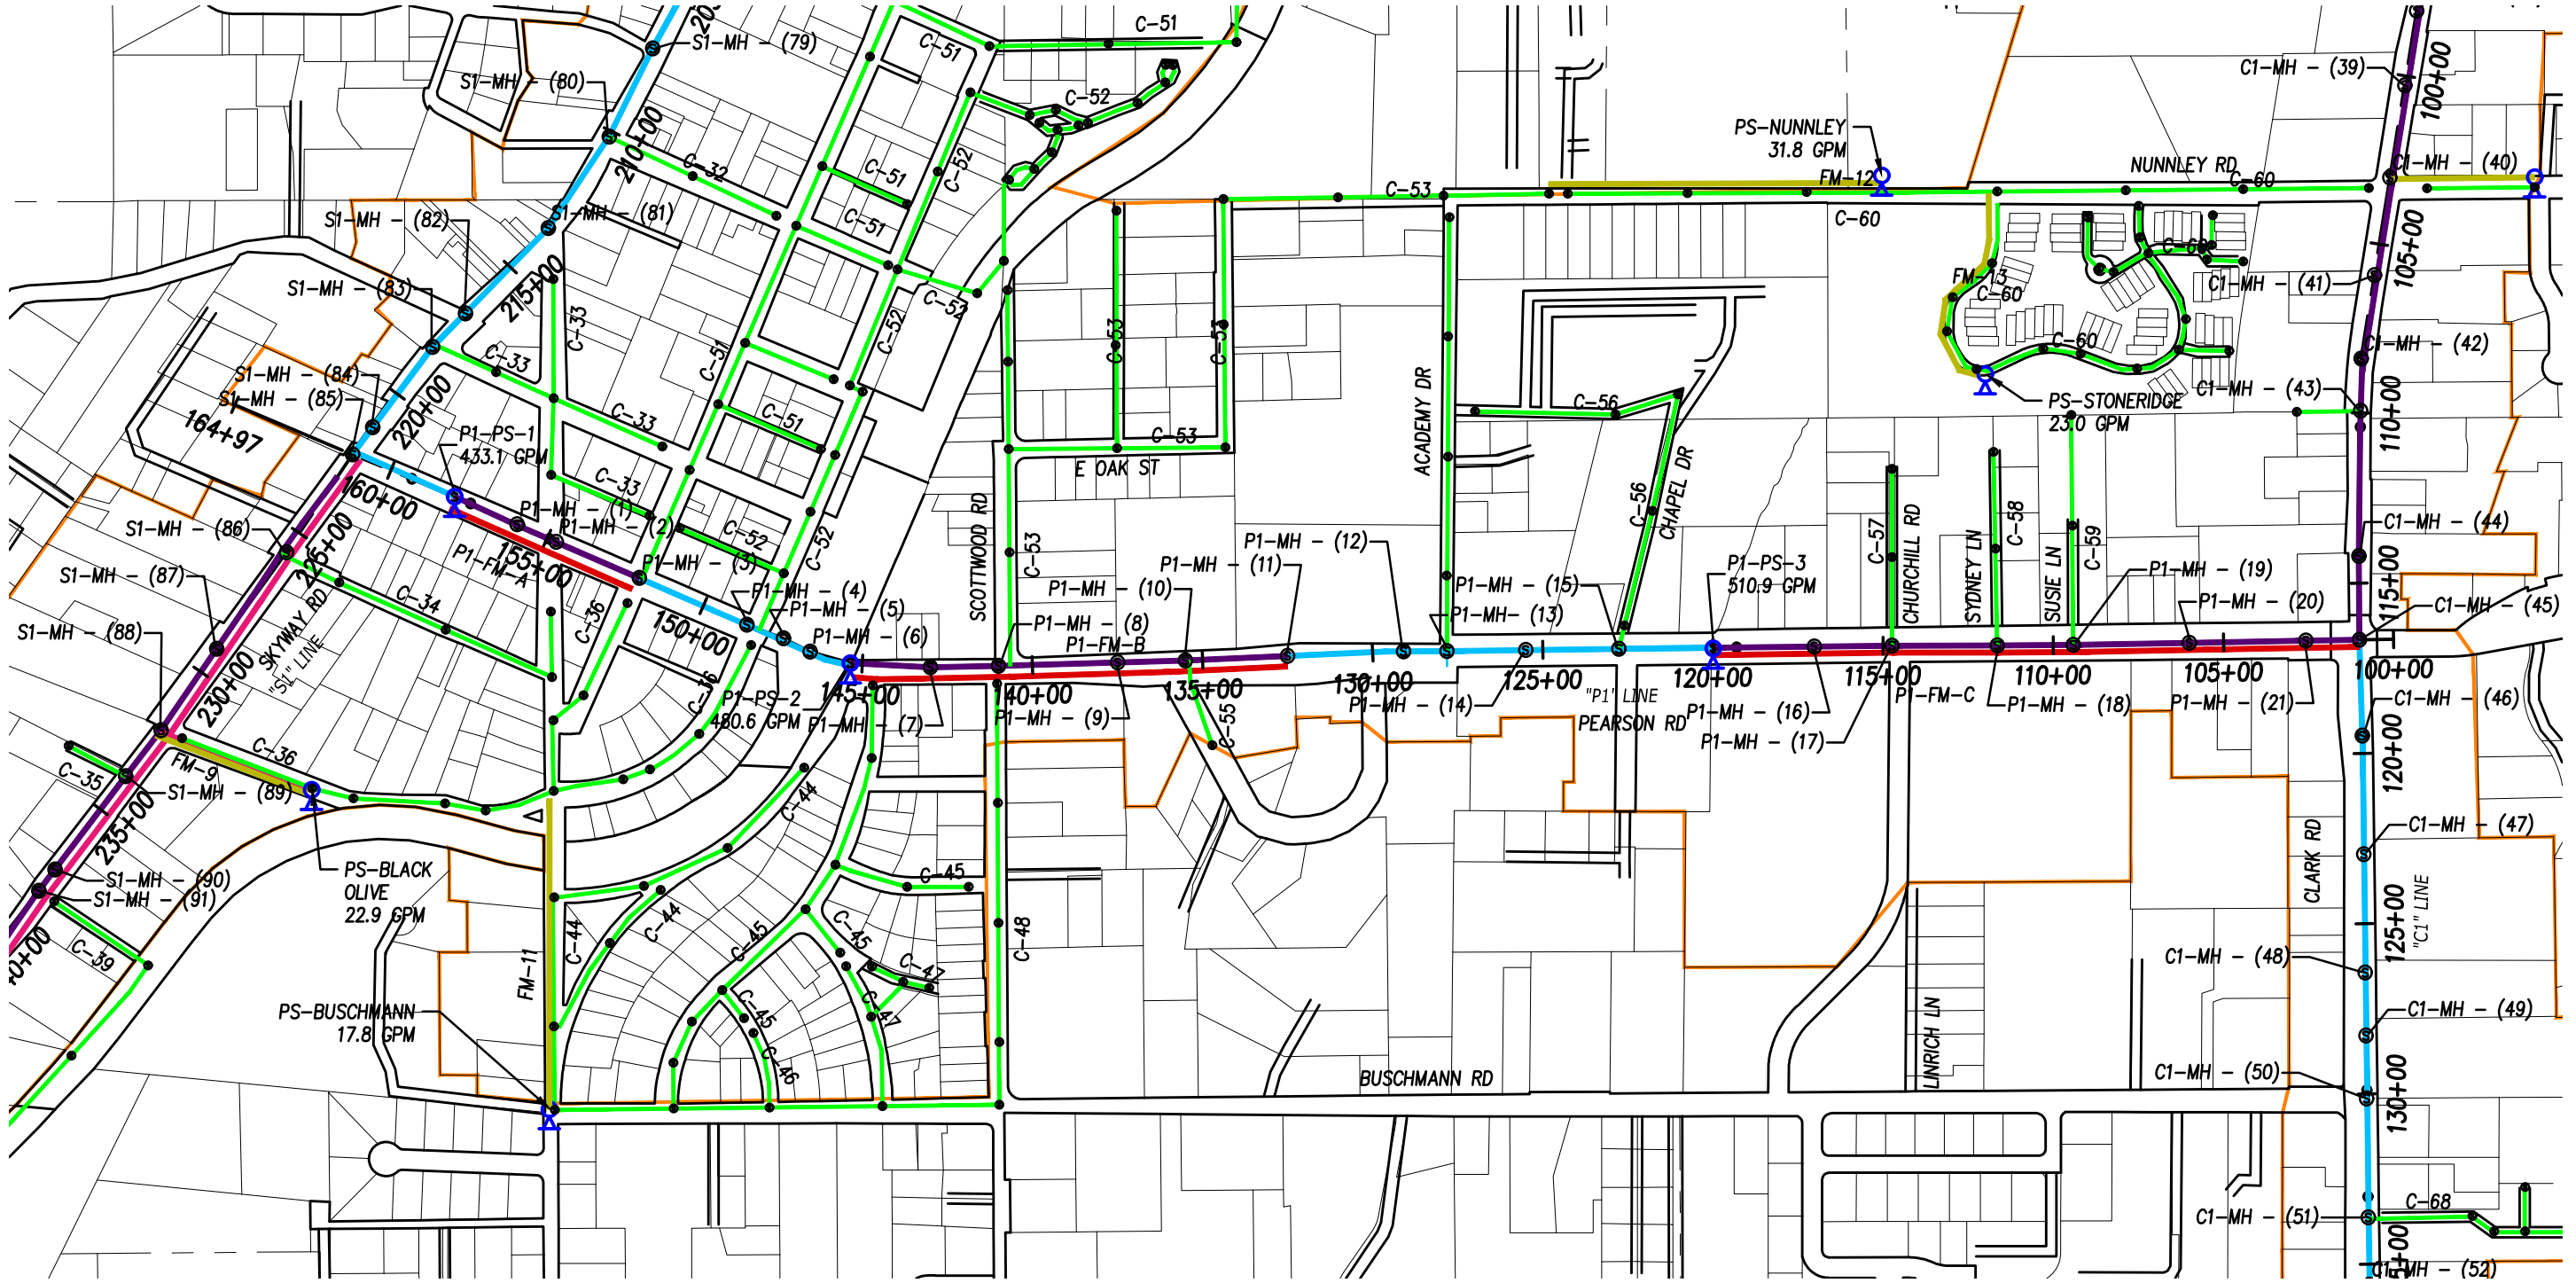 C-51
S1-MH - (79)
C-51
C1-MH - (39)
100+00
S1-MH - (80)
C-52
PS-NUNNLEY
31.8 GPM
210+00
C-32
C-52
C-51
NUNNLEY RD
C1-MH - (40)
FM-12
C-60
C-53
S1-MH - (81)
S1-MH - (82)
C-51
C-60
C-60
S1-MH - (83)
215+00
C-52
FM-13
C-60
C1-MH - (41)
105+00
C-33
C-52
C-53
C-53
C-60
C1-MH - (42)
C-33
C-51
S1-MH - (84)
S1-MH - (85)
220+00
ACADEMY DR
C1-MH - (43)
110+00
164+97
C-51
C-56
PS-STONERIDGE
23.0 GPM
P1-PS-1
433.1 GPM
C-33
C-53
E OAK ST
160+00
C-33
CHAPEL DR
C-56
SCOTTWOOD RD
P1-MH - (1)
P1-MH - (2)
S1-MH - (86)
225+00
C-52
C-52
C-53
C-57
CHURCHILL RD
SYDNEY LN
C-58
SUSIE LN
C-59
C1-MH - (44)
155+00
P1-FM-A
P1-MH - (3)
P1-MH - (12)
P1-MH - (11)
P1-MH - (10)
P1-PS-3
510.9 GPM
P1-MH - (19)
S1-MH - (87)
C-34
C-36
P1-MH - (4)
P1-MH - (5)
P1-MH - (15)
P1-MH- (13)
P1-MH - (20)
115+00
C1-MH - (45)
SKYWAY RD
"S1" LINE
S1-MH - (88)
150+00
P1-MH - (6)
P1-MH - (8)
P1-FM-B
230+00
C-36
P1-PS-2
480.6 GPM
145+00
140+00
135+00
130+00
125+00
120+00
115+00
110+00
105+00
100+00
"P1" LINE
PEARSON RD
P1-MH - (7)
P1-MH - (9)
C-55
P1-MH - (14)
P1-MH - (16)
P1-MH - (17)
P1-FM-C
P1-MH - (18)
P1-MH - (21)
C1-MH - (46)
C-36
FM-9
C-35
S1-MH - (89)
120+00
235+00
C-44
C1-MH - (47)
CLARK RD
PS-BLACK
OLIVE
22.9 GPM
S1-MH - (90)
S1-MH - (91)
C-45
C-44
C-44
C-45
C-45
C-48
125+00
"C1" LINE
C-39
40+00
FM-11
C-47
C1-MH - (48)
PS-BUSCHMANN
17.8 GPM
C-45
C-47
C1-MH - (49)
C-46
LINRICH LN
BUSCHMANN RD
C1-MH - (50)
130+00
C-68
C1-MH - (51)
C1-MH - (52)